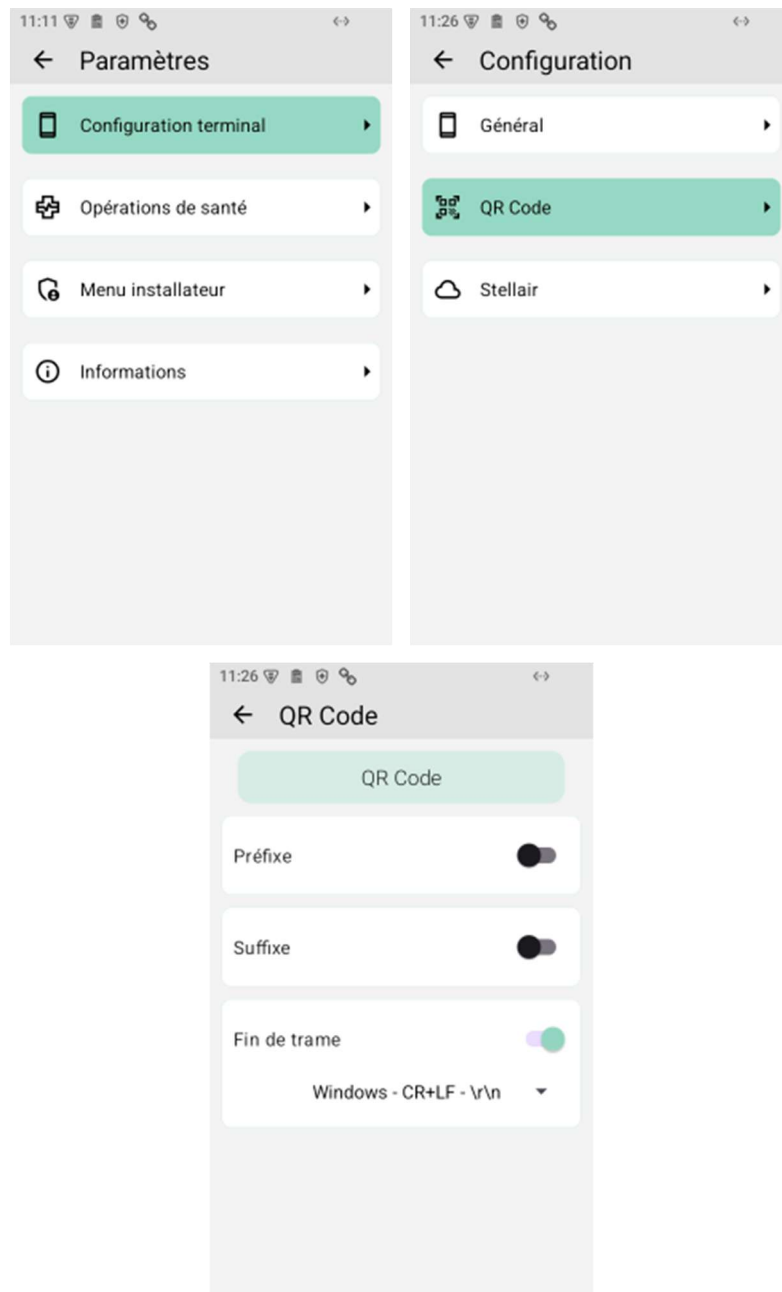 11:11
Paramètres
Configuration terminal
Opérations de santé
Menu installateur
Informations
11:26
Configuration
Général
QR Code
Stellair
11:26
QR Code
QR Code
Préfixe
Suffixe
Fin de trame
Windows - CR+LF - \r\n